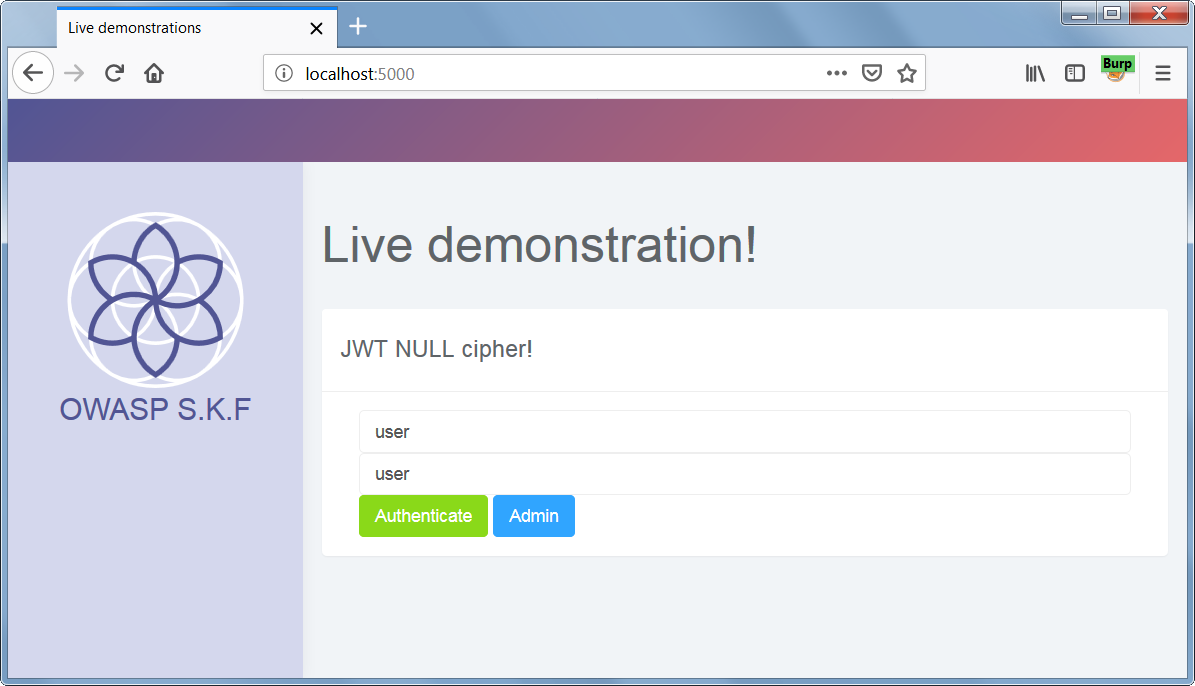 Live demonstrations
localhost:5000
Burp
Live demonstration!
OWASP S.K.F
JWT NULL cipher!
user
user
Authenticate Admin